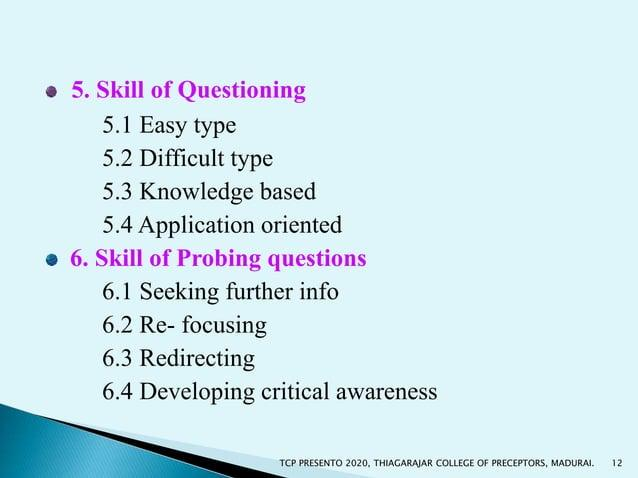 5. Skill of Questioning
5.1 Easy type
5.2 Difficult type
5.3 Knowledge based
5.4 Application oriented
6. Skill of Probing questions
6.1 Seeking further info
6.2 Re- focusing
6.3 Redirecting
6.4 Developing critical awareness
TCP PRESENTO 2020, THIAGARAJAR COLLEGE OF PRECEPTORS, MADURAI. 12